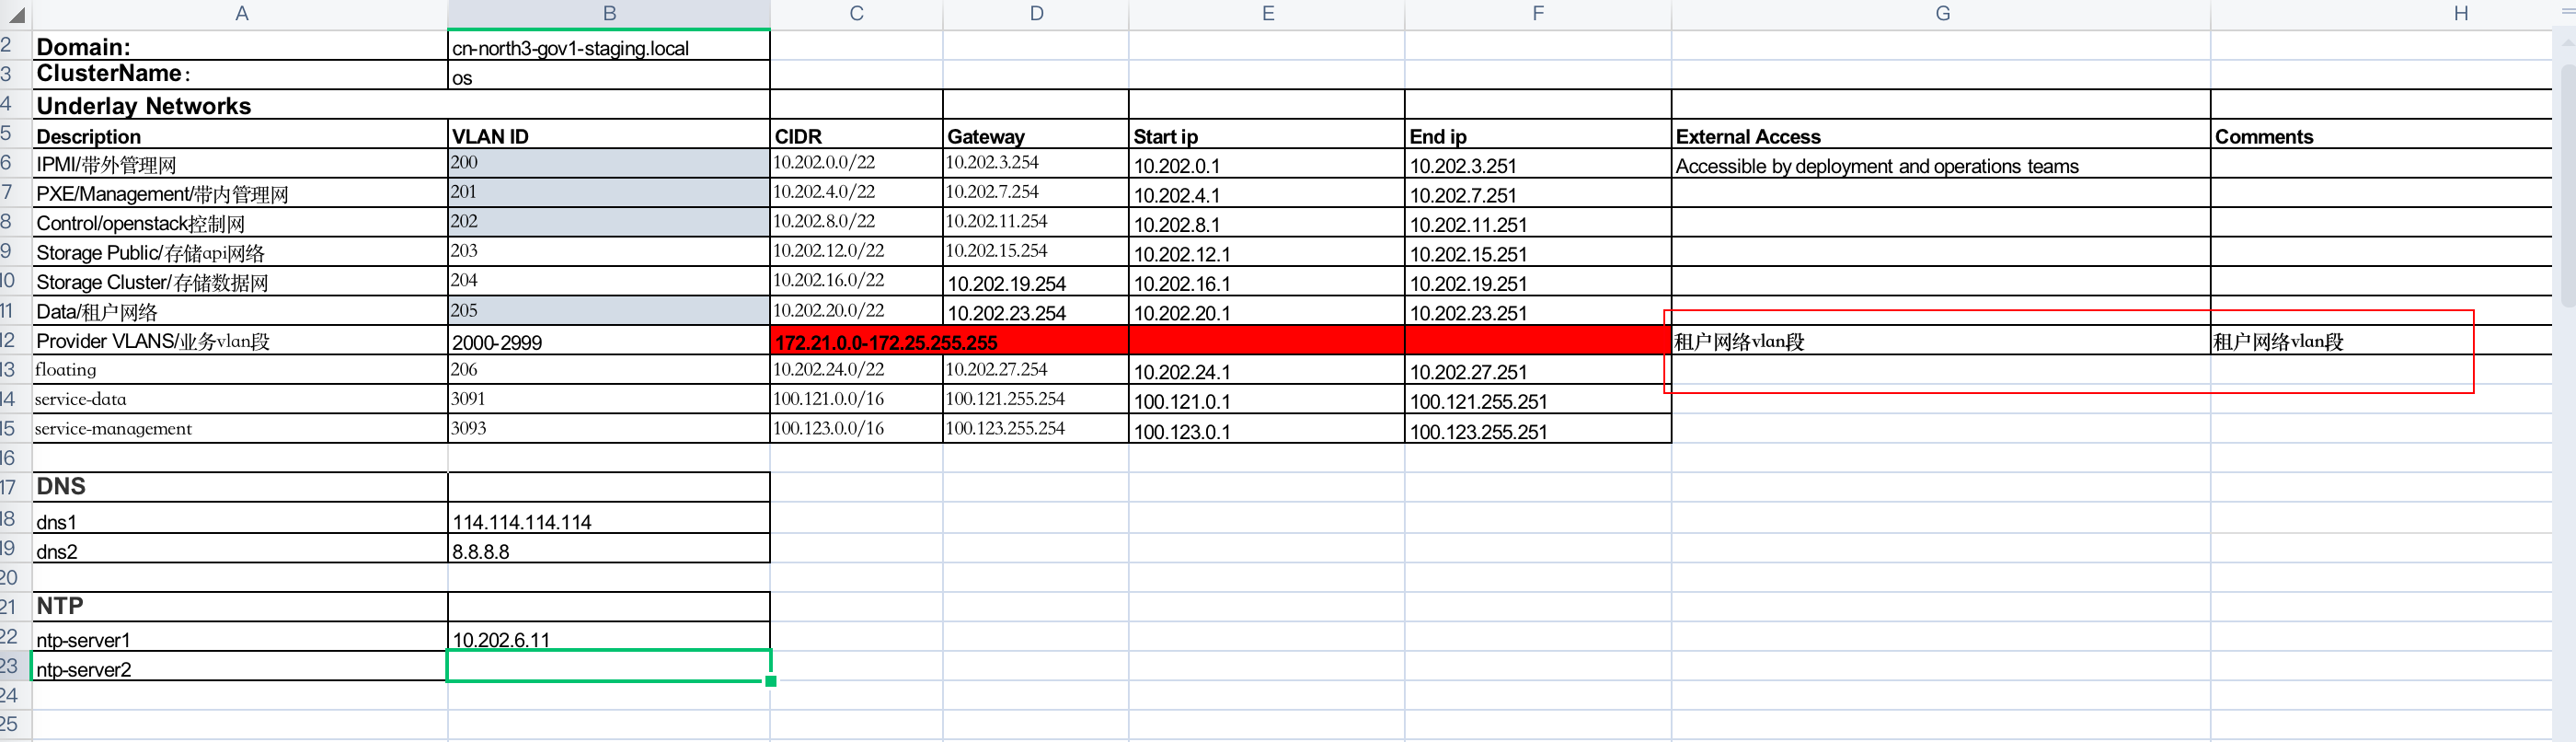 A B C D E F G H
2 Domain: cn-north3-gov1-staging.local
3 ClusterName： os
4 Underlay Networks
5 Description VLAN ID CIDR Gateway Start ip End ip External Access Comments
6 IPMI/带外管理网 200 10.202.0.0/22 10.202.3.254 10.202.0.1 10.202.3.251 Accessible by deployment and operations teams
7 PXE/Management/带内管理网 201 10.202.4.0/22 10.202.7.254 10.202.4.1 10.202.7.251
8 Control/openstack控制网 202 10.202.8.0/22 10.202.11.254 10.202.8.1 10.202.11.251
9 Storage Public/存储api网络 203 10.202.12.0/22 10.202.15.254 10.202.12.1 10.202.15.251
10 Storage Cluster/存储数据网 204 10.202.16.0/22 10.202.19.254 10.202.16.1 10.202.19.251
11 Data/租户网络 205 10.202.20.0/22 10.202.23.254 10.202.20.1 10.202.23.251
12 Provider VLANS/业务vlan段 2000-2999 172.21.0.0-172.25.255.255 租户网络vlan段 租户网络vlan段
13 floating 206 10.202.24.0/22 10.202.27.254 10.202.24.1 10.202.27.251
14 service-data 3091 100.121.0.0/16 100.121.255.254 100.121.0.1 100.121.255.251
15 service-management 3093 100.123.0.0/16 100.123.255.254 100.123.0.1 100.123.255.251
16
17 DNS
18 dns1 114.114.114.114
19 dns2 8.8.8.8
20
21 NTP
22 ntp-server1 10.202.6.11
23 ntp-server2
24
25